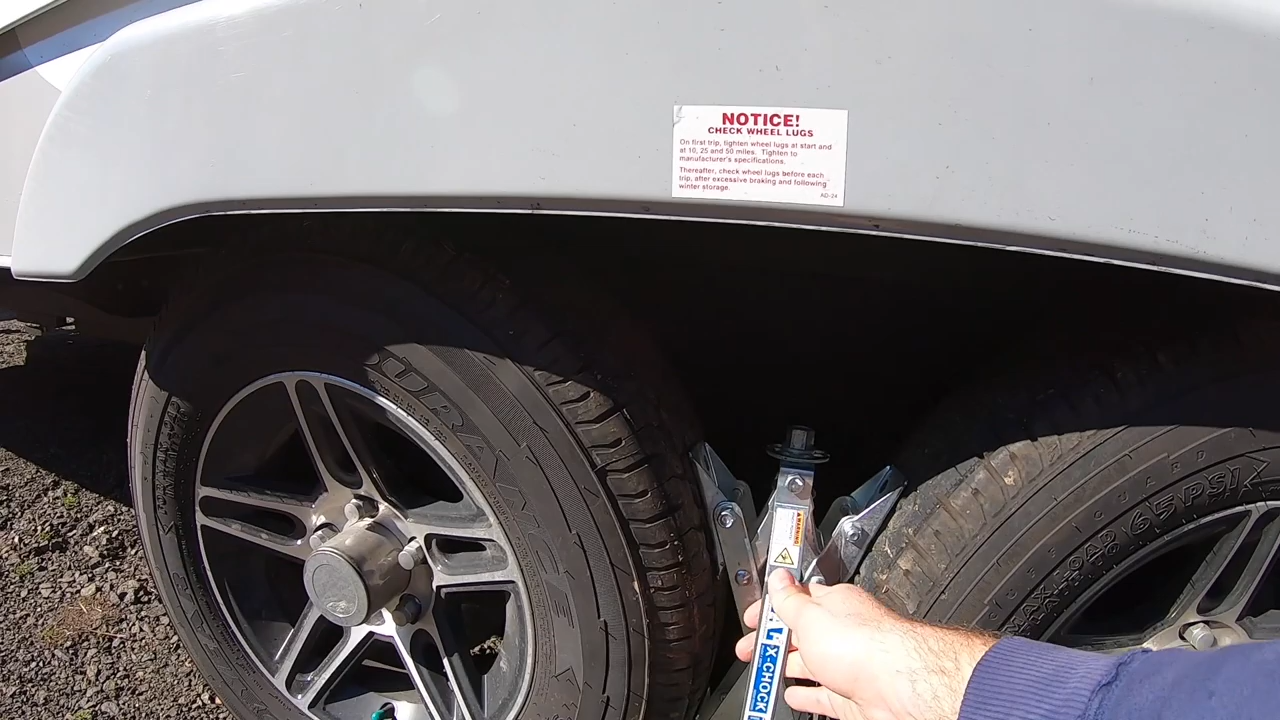 NOTICE!
CHECK WHEEL LUGS
On first trip, tighten wheel lugs at start and
at 10, 25 and 50 miles. Tighten to
manufacturer's specifications.
Thereafter, check wheel lugs before each
trip, after excessive braking and following
winter storage.
AD-24
DURANCE
WARNING
X-CHOCK
MAX LOAD 65 PSI